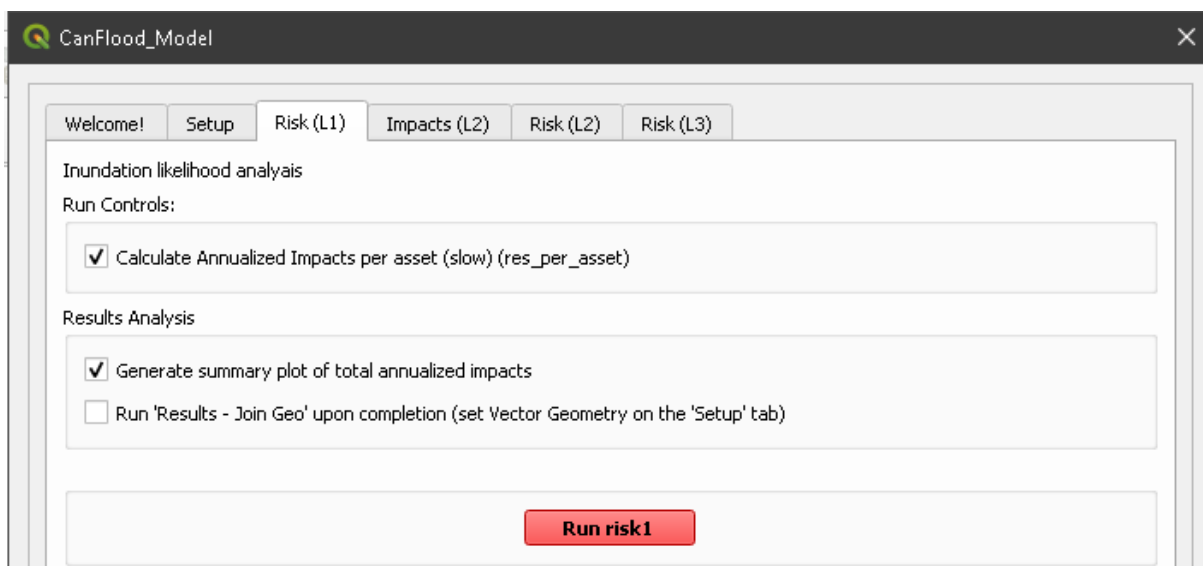 CanFlood_Model
Welcome! Setup Risk (L1) Impacts (L2) Risk (L2) Risk (L3)
Inundation likelihood analyais
Run Controls:
Calculate Annualized Impacts per asset (slow) (res_per_asset)
Results Analysis
Generate summary plot of total annualized impacts
Run 'Results - Join Geo' upon completion (set Vector Geometry on the 'Setup' tab)
Run risk1